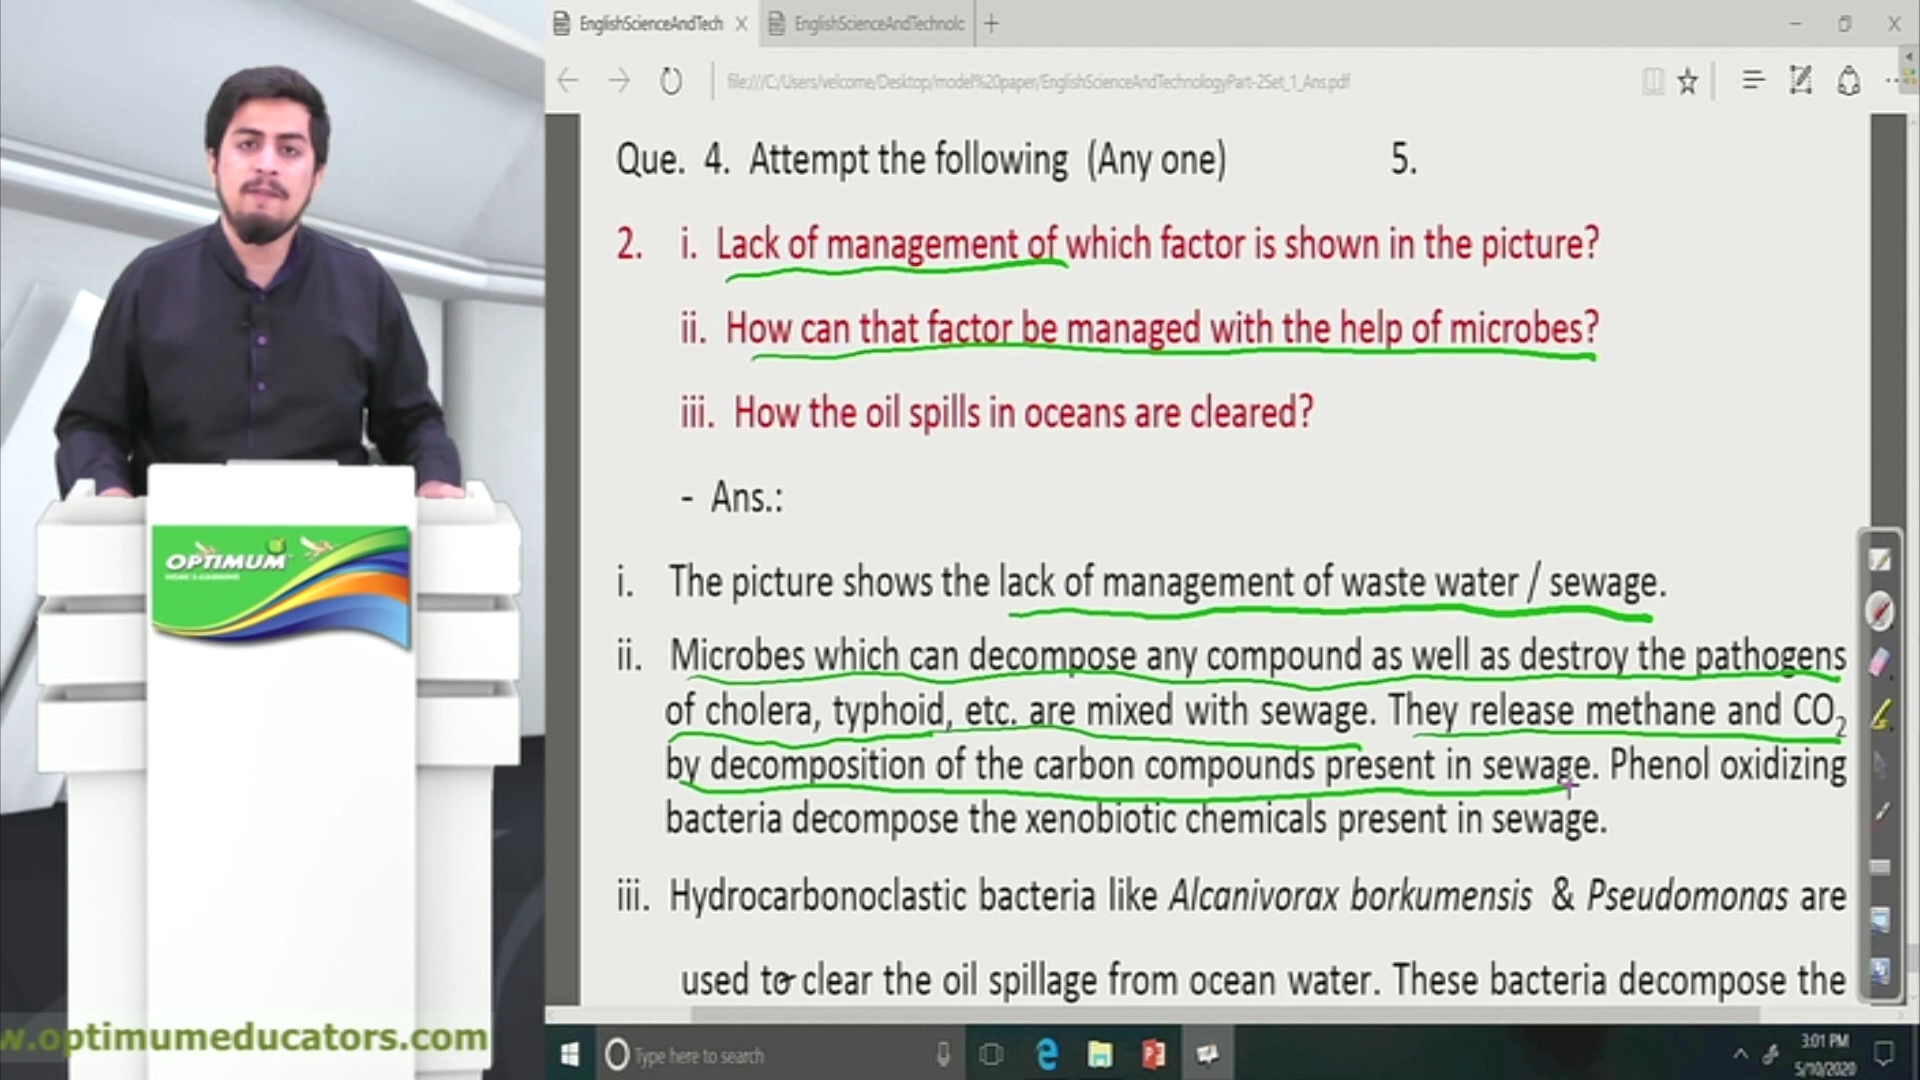 EnglishScienceAndTech
EnglishScienceAndTechnolc
file:///C:/Users/velcome/Desktop/model%20paper/EnglishScienceAndTechnologyPart-2Set_1_Ans.pdf
Que. 4. Attempt the following (Any one) 5.
2. i. Lack of management of which factor is shown in the picture?
ii. How can that factor be managed with the help of microbes?
iii. How the oil spills in oceans are cleared?
- Ans.:
i. The picture shows the lack of management of waste water / sewage.
ii. Microbes which can decompose any compound as well as destroy the pathogens
of cholera, typhoid, etc. are mixed with sewage. They release methane and CO₂
by decomposition of the carbon compounds present in sewage. Phenol oxidizing
bacteria decompose the xenobiotic chemicals present in sewage.
iii. Hydrocarbonoclastic bacteria like Alcanivorax borkumensis & Pseudomonas are
used to clear the oil spillage from ocean water. These bacteria decompose the
OPTIMUM
HOME E-LEARNING
w.optimumeducators.com
Type here to search
3:01 PM
5/10/2020